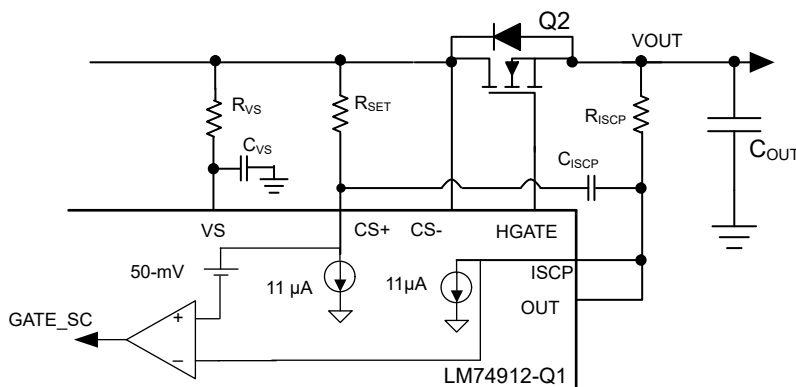 Q2
VOUT
RVS
RSET
RISCP
CVS
CISCP
COUT
VS
CS+
CS-
HGATE
ISCP
50-mV
11 µA
11µA
OUT
GATE_SC
+
−
LM74912-Q1